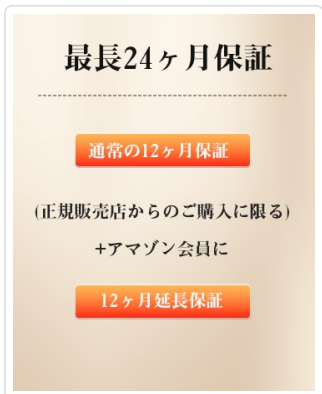 最長24ヶ月保証
通常の12ヶ月保証
(正規販売店からのご購入に限る)
+アマゾン会員に
12ヶ月延長保証